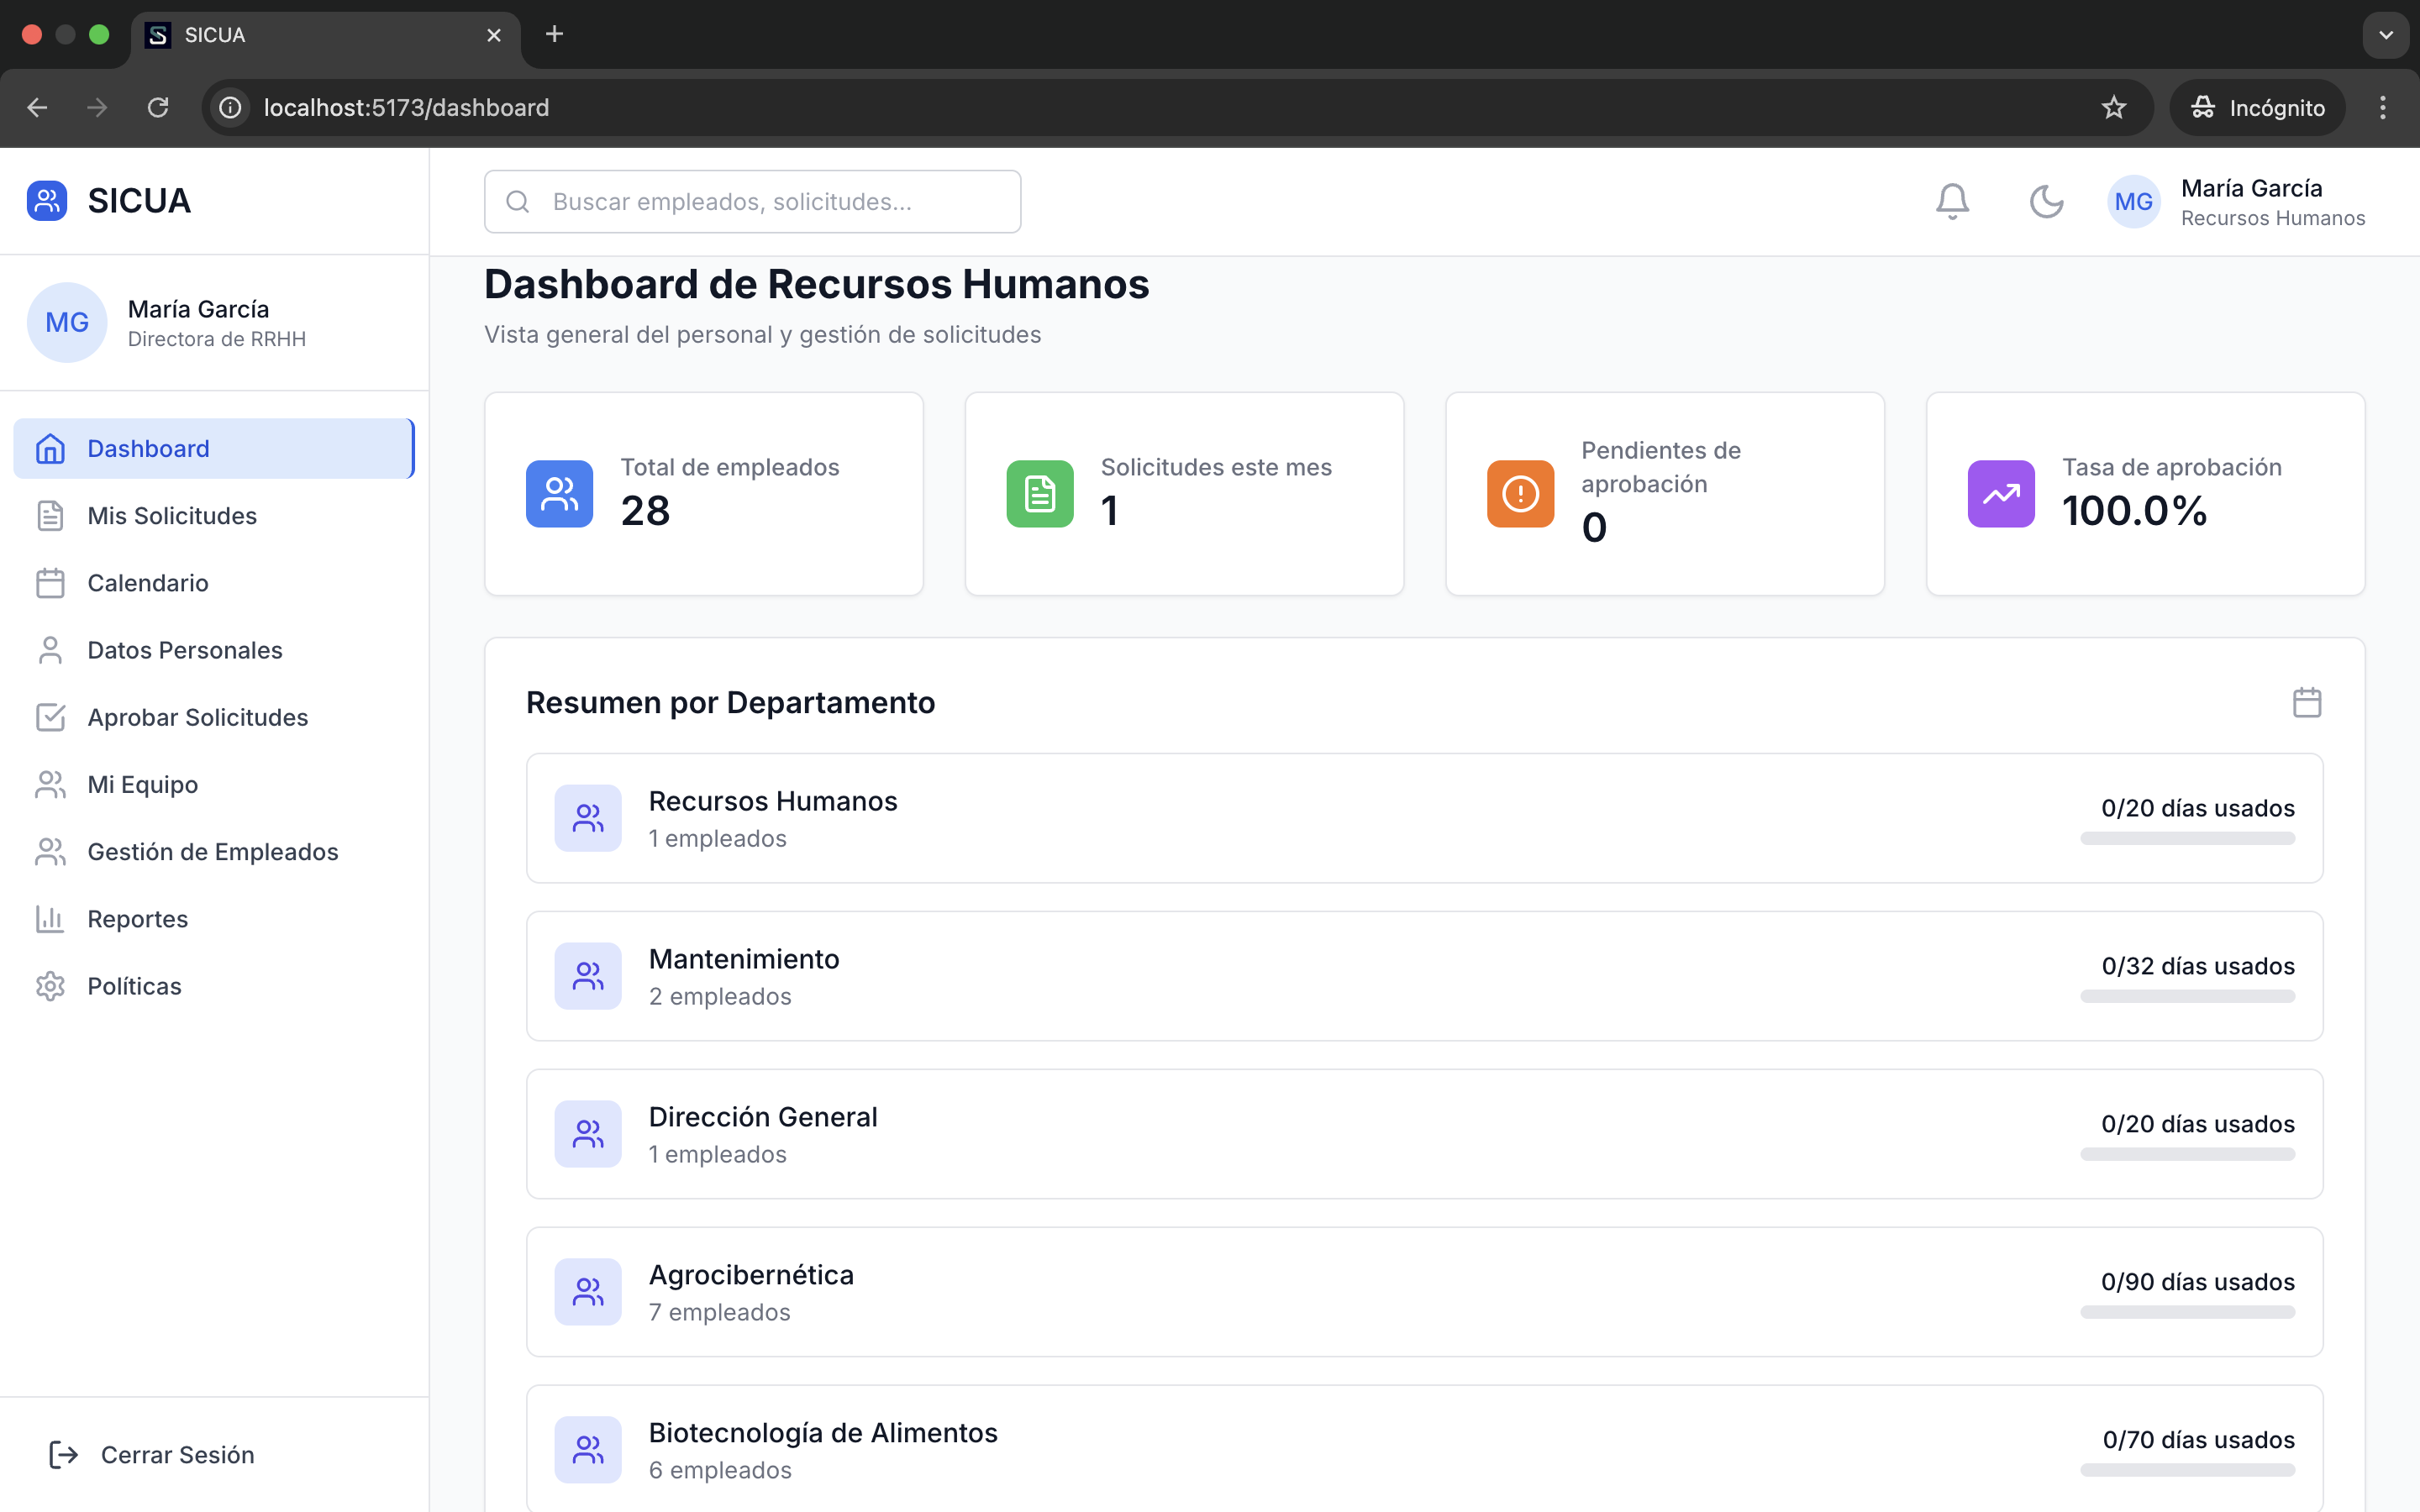 SICUA
localhost:5173/dashboard
Incógnito
SICUA
Buscar empleados, solicitudes...
MG
María García
Recursos Humanos
MG
María García
Directora de RRHH
Dashboard
Mis Solicitudes
Calendario
Datos Personales
Aprobar Solicitudes
Mi Equipo
Gestión de Empleados
Reportes
Políticas
Cerrar Sesión
Dashboard de Recursos Humanos
Vista general del personal y gestión de solicitudes
Total de empleados
28
Solicitudes este mes
1
Pendientes de
aprobación
0
Tasa de aprobación
100.0%
Resumen por Departamento
Recursos Humanos
1 empleados
0/20 días usados
Mantenimiento
2 empleados
0/32 días usados
Dirección General
1 empleados
0/20 días usados
Agrocibernética
7 empleados
0/90 días usados
Biotecnología de Alimentos
6 empleados
0/70 días usados